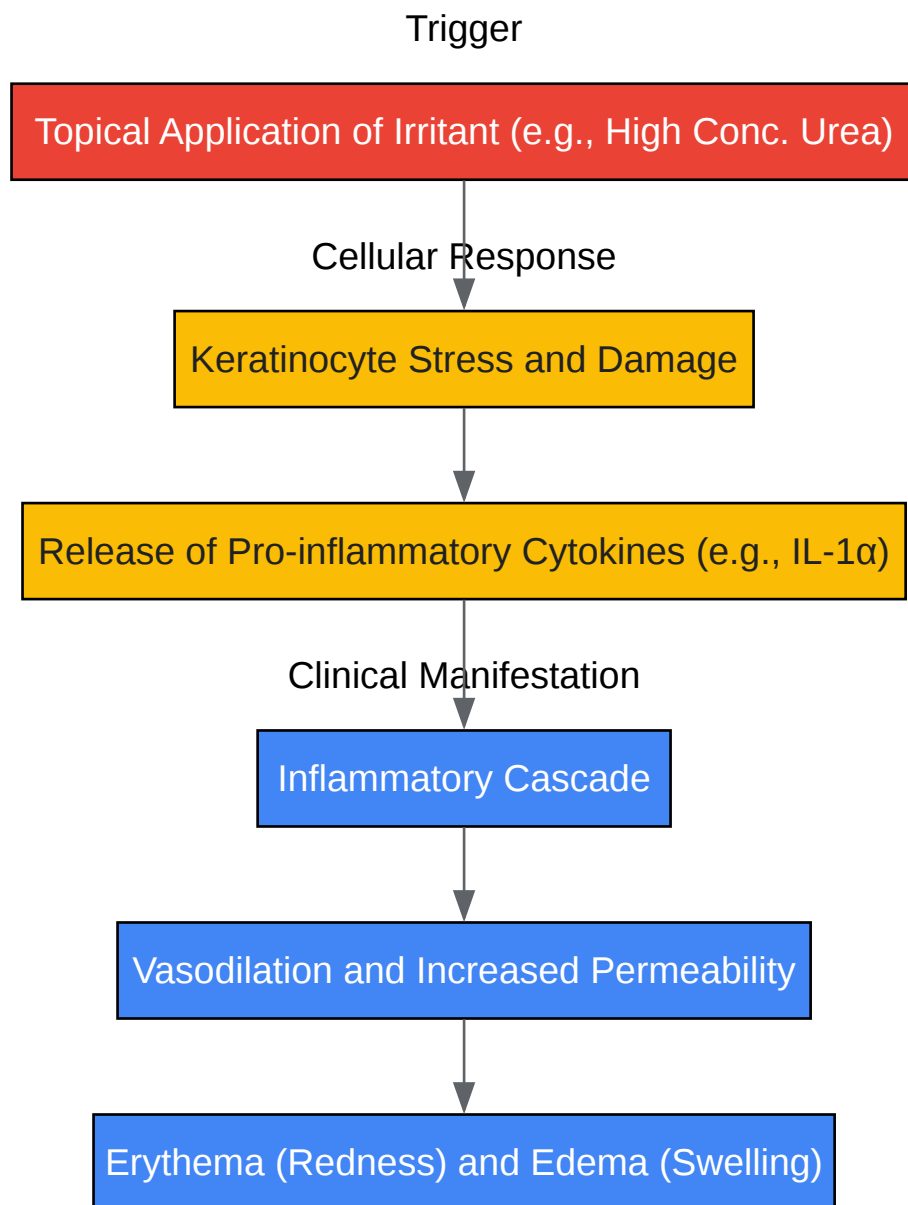 Trigger
Topical Application of Irritant (e.g., High Conc. Urea)
Cellular Response
Keratinocyte Stress and Damage
Release of Pro-inflammatory Cytokines (e.g., IL-1α)
Clinical Manifestation
Inflammatory Cascade
Vasodilation and Increased Permeability
Erythema (Redness) and Edema (Swelling)